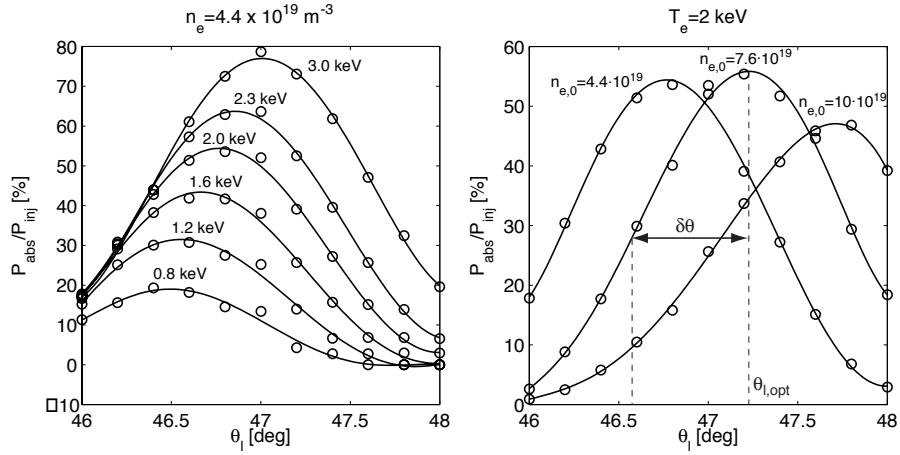 n_e=4.4 x 10^19 m^-3
80
70
60
50
40
30
20
10
0
□10
P_abs/P_inj [%]
3.0 keV
2.3 keV
2.0 keV
1.6 keV
1.2 keV
0.8 keV
46
46.5
47
47.5
48
θ_l [deg]
T_e=2 keV
60
50
40
30
20
10
0
P_abs/P_inj [%]
n_e,0=4.4·10^19
n_e,0=7.6·10^19
n_e,0=10·10^19
δθ
θ_l,opt
46
46.5
47
47.5
48
θ_l [deg]